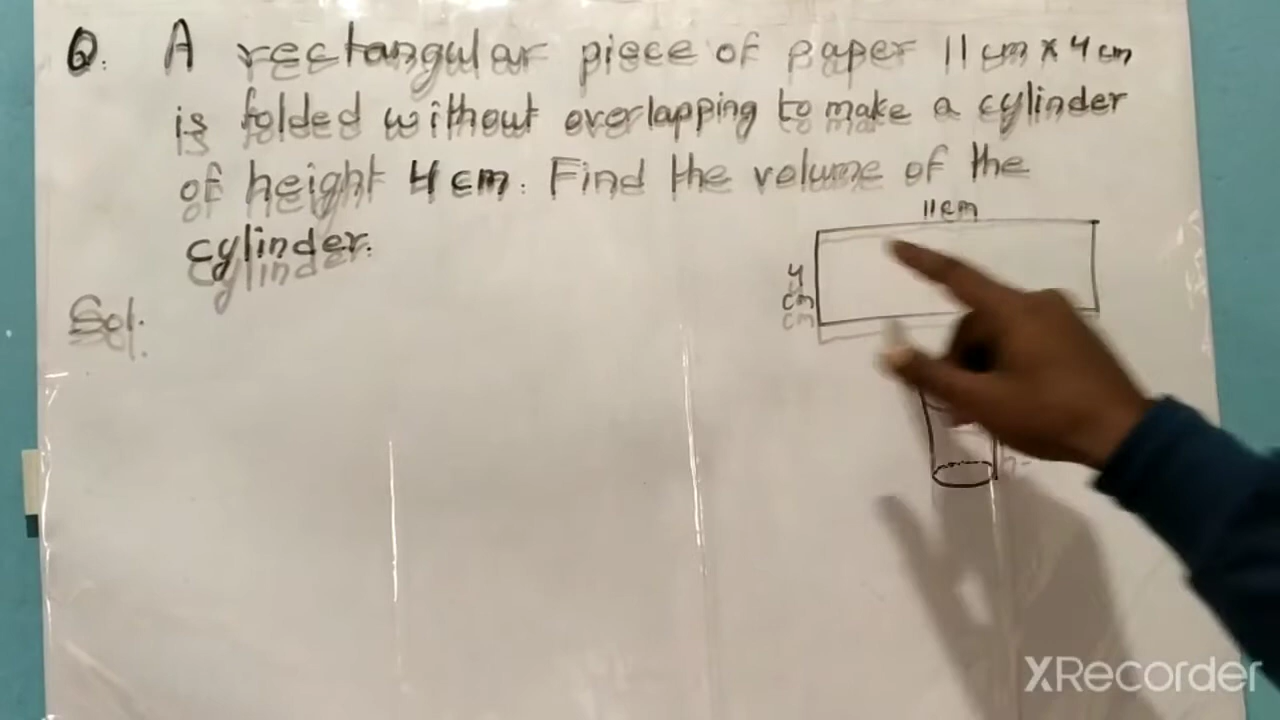 Q. A rectangular piece of paper 11 cm x 4 cm
is folded without overlapping to make a cylinder
of height 4 cm. Find the volume of the
cylinder.
11cm
4
cm
Sol.
h-
XRecorder